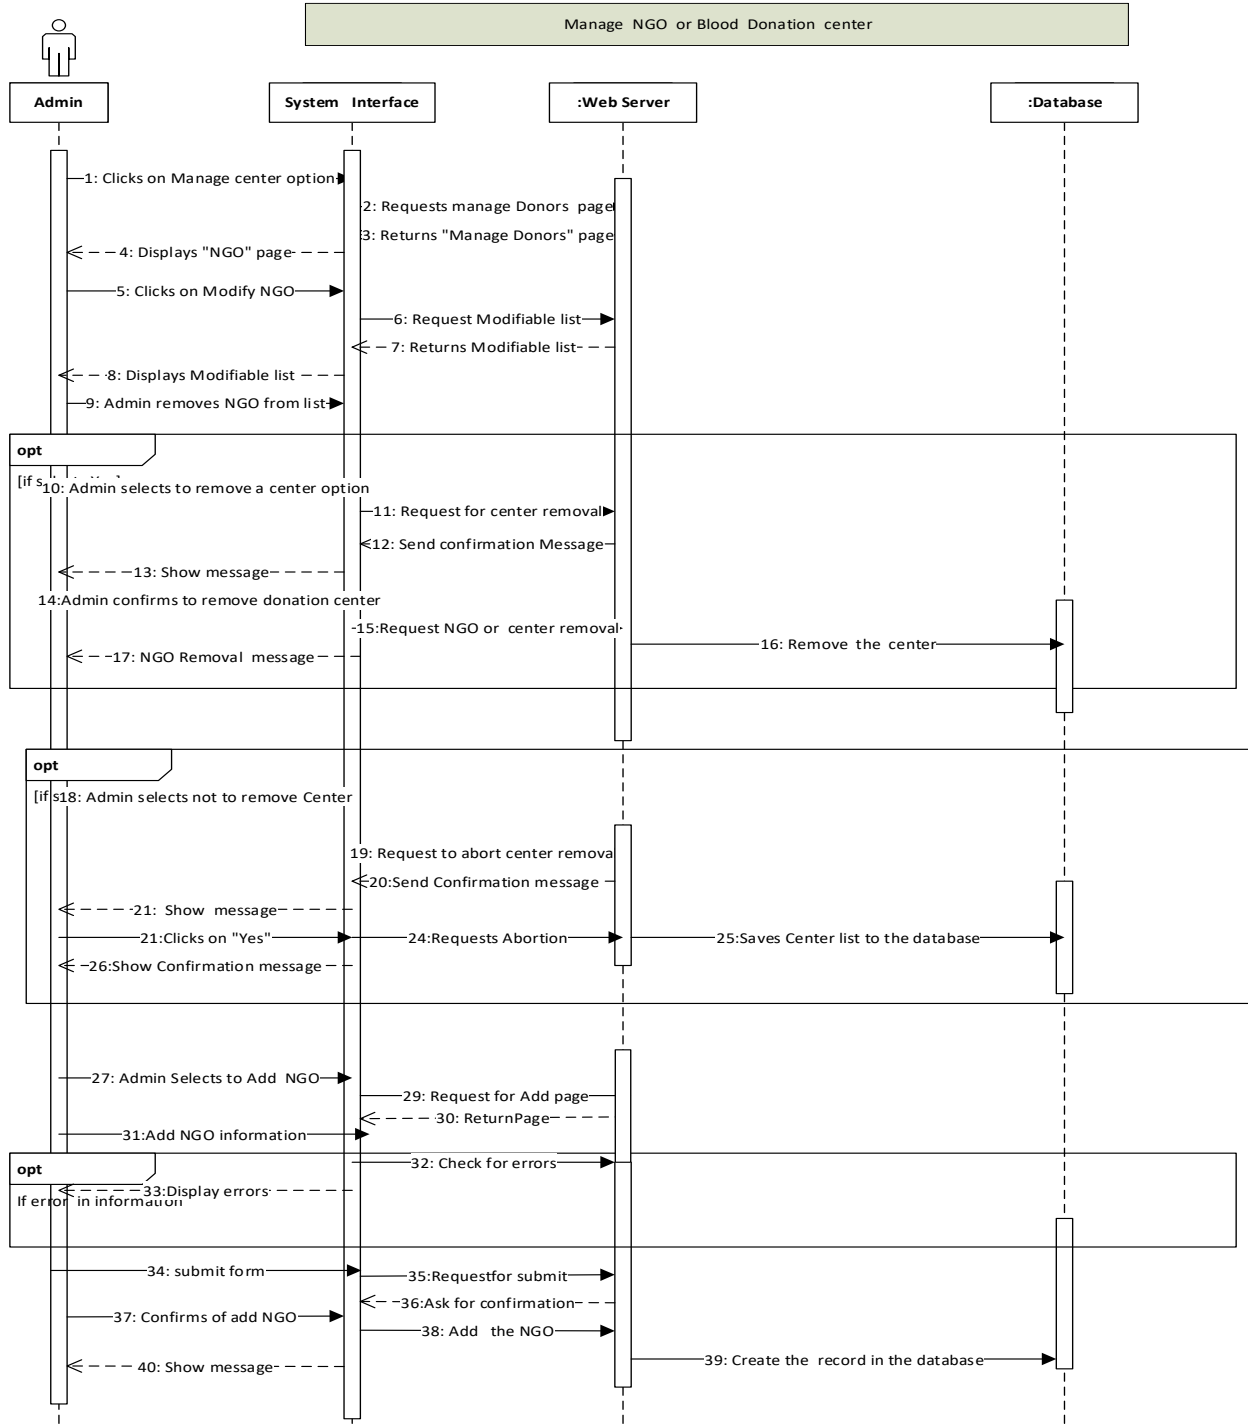 Manage NGO or Blood Donation center
Admin
System Interface
:Web Server
:Database
1: Clicks on Manage center option
2: Requests manage Donors page
3: Returns "Manage Donors" page
4: Displays "NGO" page
5: Clicks on Modify NGO
6: Request Modifiable list
7: Returns Modifiable list
8: Displays Modifiable list
9: Admin removes NGO from list
opt
[if
10: Admin selects to remove a center option
11: Request for center removal
12: Send confirmation Message
13: Show message
14:Admin confirms to remove donation center
15:Request NGO or center removal
16: Remove the center
17: NGO Removal message
opt
[if
18: Admin selects not to remove Center
19: Request to abort center remova
20:Send Confirmation message
21: Show message
21:Clicks on "Yes"
24:Requests Abortion
25:Saves Center list to the database
26:Show Confirmation message
27: Admin Selects to Add NGO
29: Request for Add page
30: ReturnPage
31:Add NGO information
opt
32: Check for errors
33:Display errors
If error in information
34: submit form
35:Requestfor submit
36:Ask for confirmation
37: Confirms of add NGO
38: Add the NGO
39: Create the record in the database
40: Show message